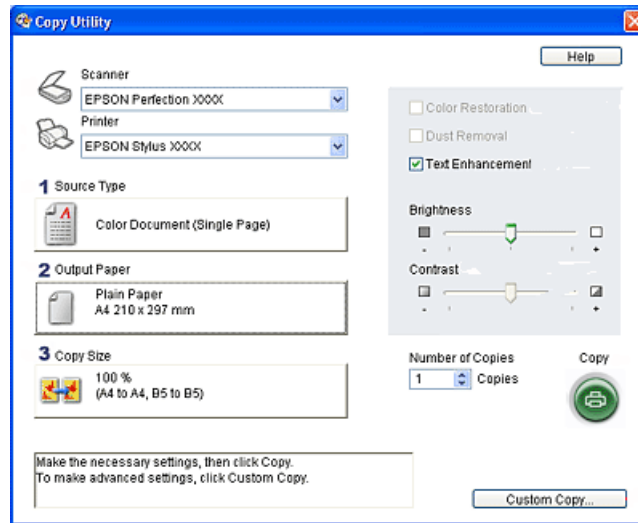 Copy Utility
Help
Scanner
EPSON Perfection XXXX
Printer
EPSON Stylus XXXX
1 Source Type
Color Document (Single Page)
2 Output Paper
Plain Paper
A4 210 x 297 mm
3 Copy Size
100 %
(A4 to A4, B5 to B5)
Color Restoration
Dust Removal
Text Enhancement
Brightness
- +
Contrast
- +
Number of Copies
1 Copies
Copy
Make the necessary settings, then click Copy.
To make advanced settings, click Custom Copy.
Custom Copy...